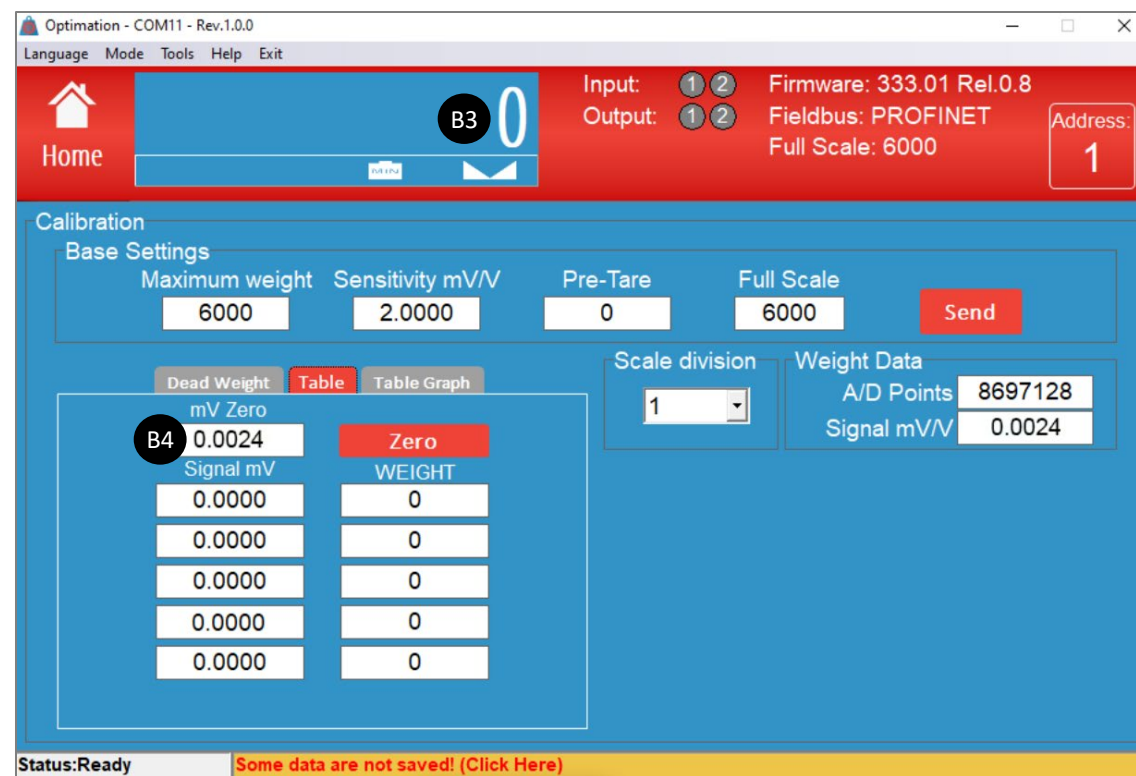 Optimation - COM11 - Rev.1.0.0
Language Mode Tools Help Exit
Home
B3 0
MIN
Input: 1 2
Output: 1 2
Firmware: 333.01 Rel.0.8
Fieldbus: PROFINET
Full Scale: 6000
Address:
1
Calibration
Base Settings
Maximum weight Sensitivity mV/V Pre-Tare Full Scale
6000 2.0000 0 6000 Send
Dead Weight Table Table Graph
mV Zero
B4 0.0024 Zero
Signal mV WEIGHT
0.0000 0
0.0000 0
0.0000 0
0.0000 0
0.0000 0
Scale division
1
Weight Data
A/D Points 8697128
Signal mV/V 0.0024
Status:Ready Some data are not saved! (Click Here)